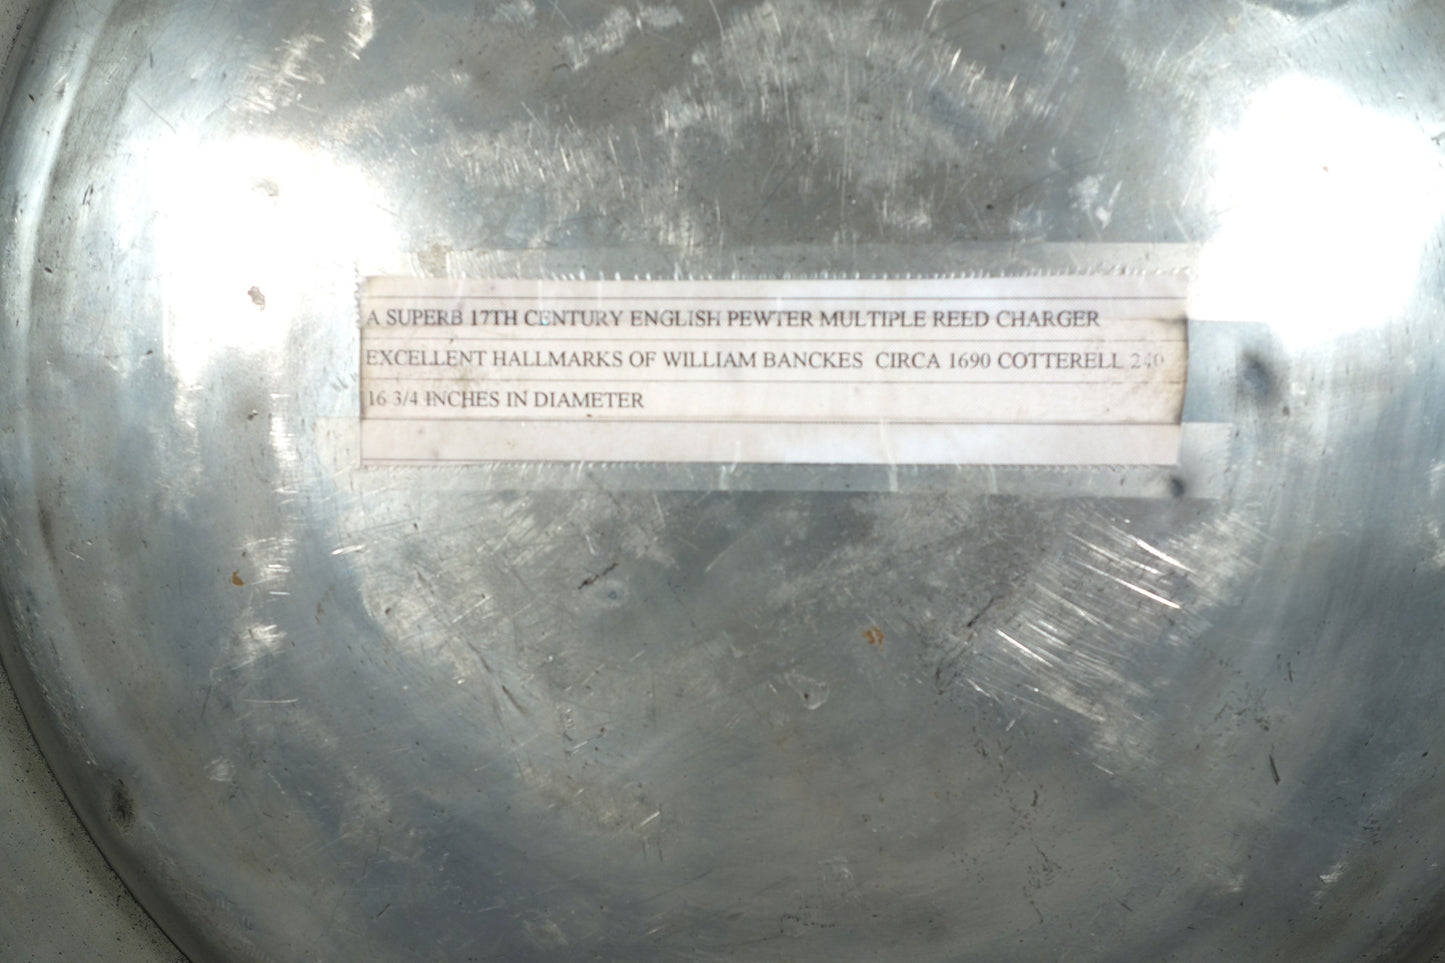 A SUPERB 17TH CENTURY ENGLISH PEWTER MULTIPLE REED CHARGER
EXCELLENT HALLMARKS OF WILLIAM BANCKES CIRCA 1690 COTTERELL 240
16 3/4 INCHES IN DIAMETER